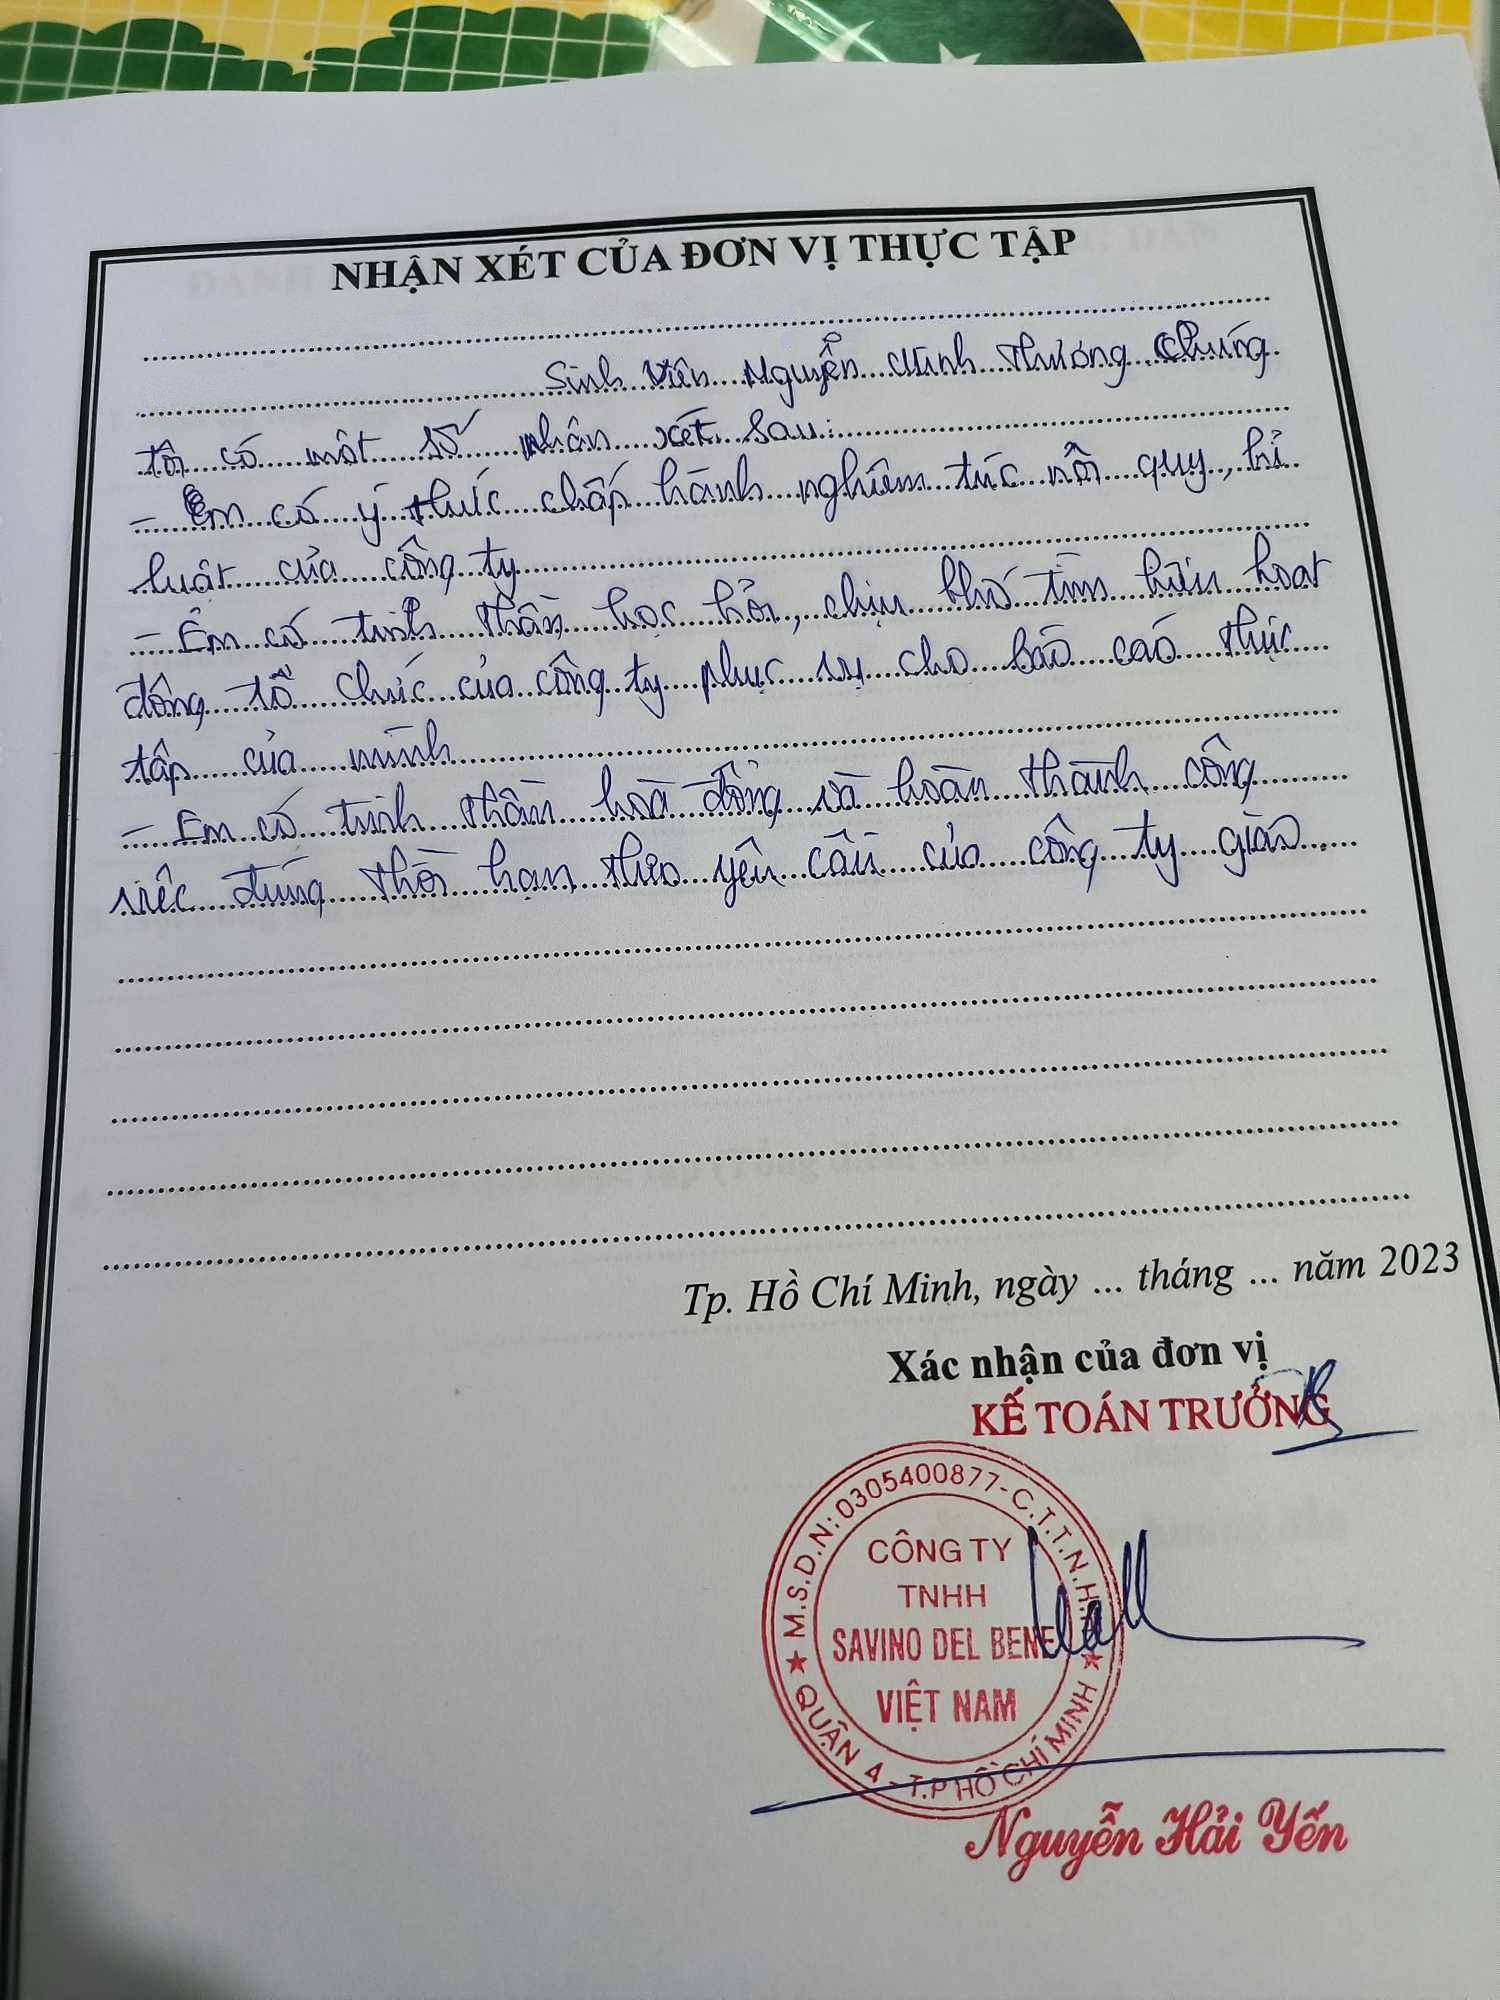 NHẬN XÉT CỦA ĐƠN VỊ THỰC TẬP
Sinh viên Nguyễn Minh Thương chúng
tôi có một số nhận xét sau:
- Em có ý thức chấp hành nghiêm túc nội quy, kỉ
luật của công ty
- Em có tinh thần học hỏi, chịu khó tìm hiểu hoạt
động tổ chức của công ty phục vụ cho báo cáo thực
tập của mình
- Em có tinh thần hoà đồng và hoàn thành công
việc đúng thời hạn theo yêu cầu của công ty giao
Tp. Hồ Chí Minh, ngày ... tháng ... năm 2023
Xác nhận của đơn vị
KẾ TOÁN TRƯỞNG
M.S.D.N: 0305400877-C.T.T.N.H.H
CÔNG TY
TNHH
SAVINO DEL BENE
VIỆT NAM
QUẬN 4 - T.P HỒ CHÍ MINH
Nguyễn Hải Yến